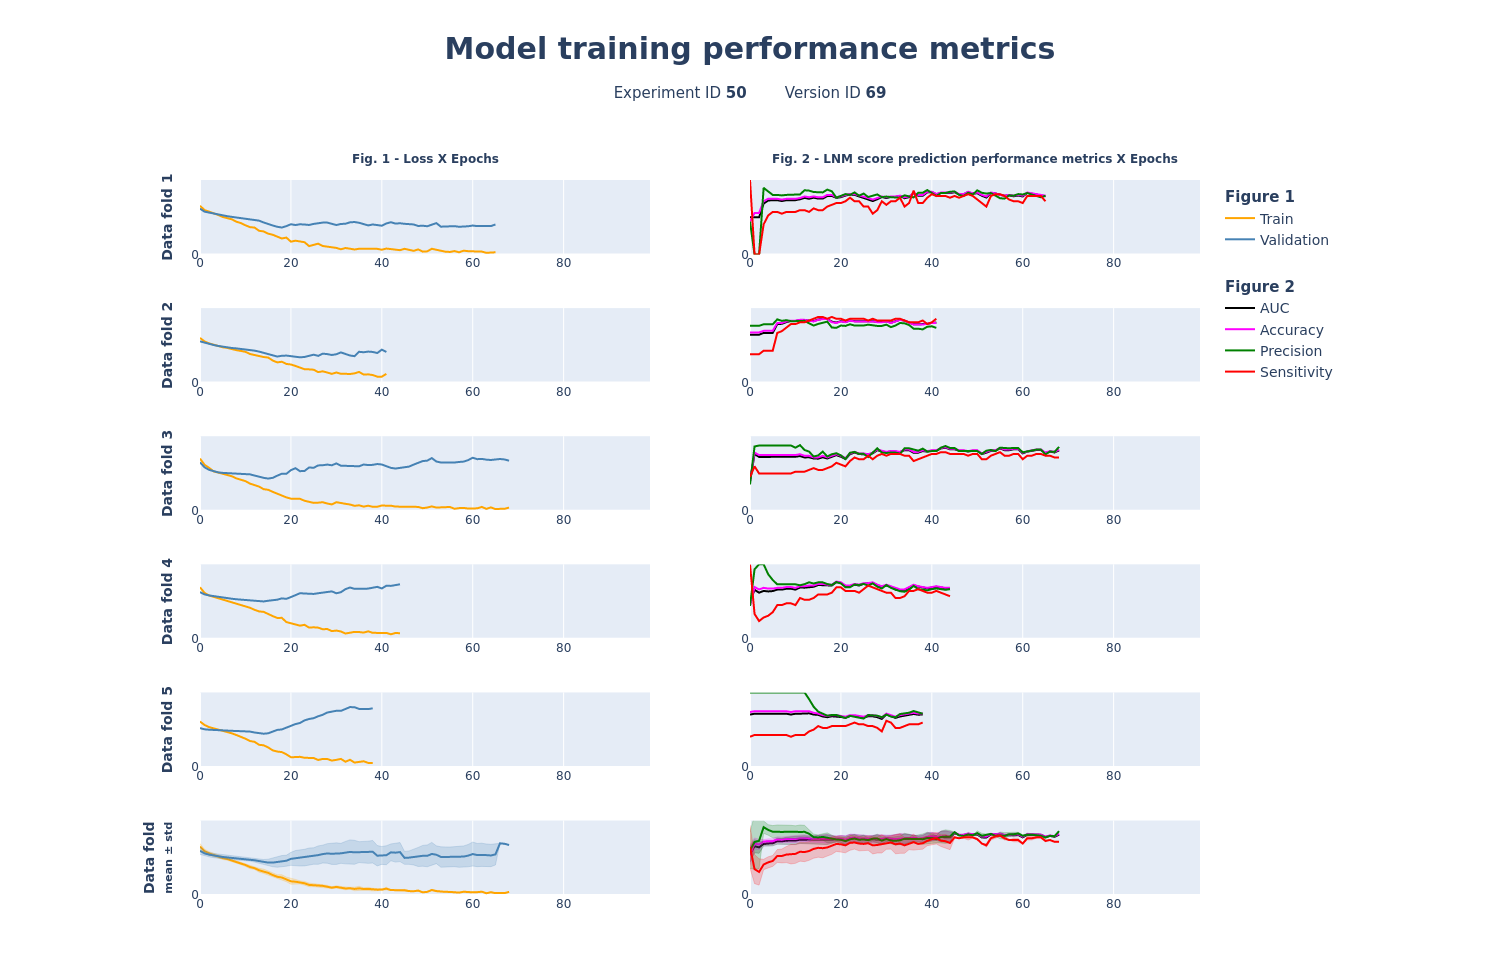 Model training performance metrics
Experiment ID 50 Version ID 69
Fig. 1 - Loss X Epochs
Fig. 2 - LNM score prediction performance metrics X Epochs
Data fold 1
0
0 20 40 60 80
0
0 20 40 60 80
Figure 1
Train
Validation
Figure 2
AUC
Accuracy
Precision
Sensitivity
Data fold 2
0
0 20 40 60 80
0
0 20 40 60 80
Data fold 3
0
0 20 40 60 80
0
0 20 40 60 80
Data fold 4
0
0 20 40 60 80
0
0 20 40 60 80
Data fold 5
0
0 20 40 60 80
0
0 20 40 60 80
Data fold
mean ± std
0
0 20 40 60 80
0
0 20 40 60 80